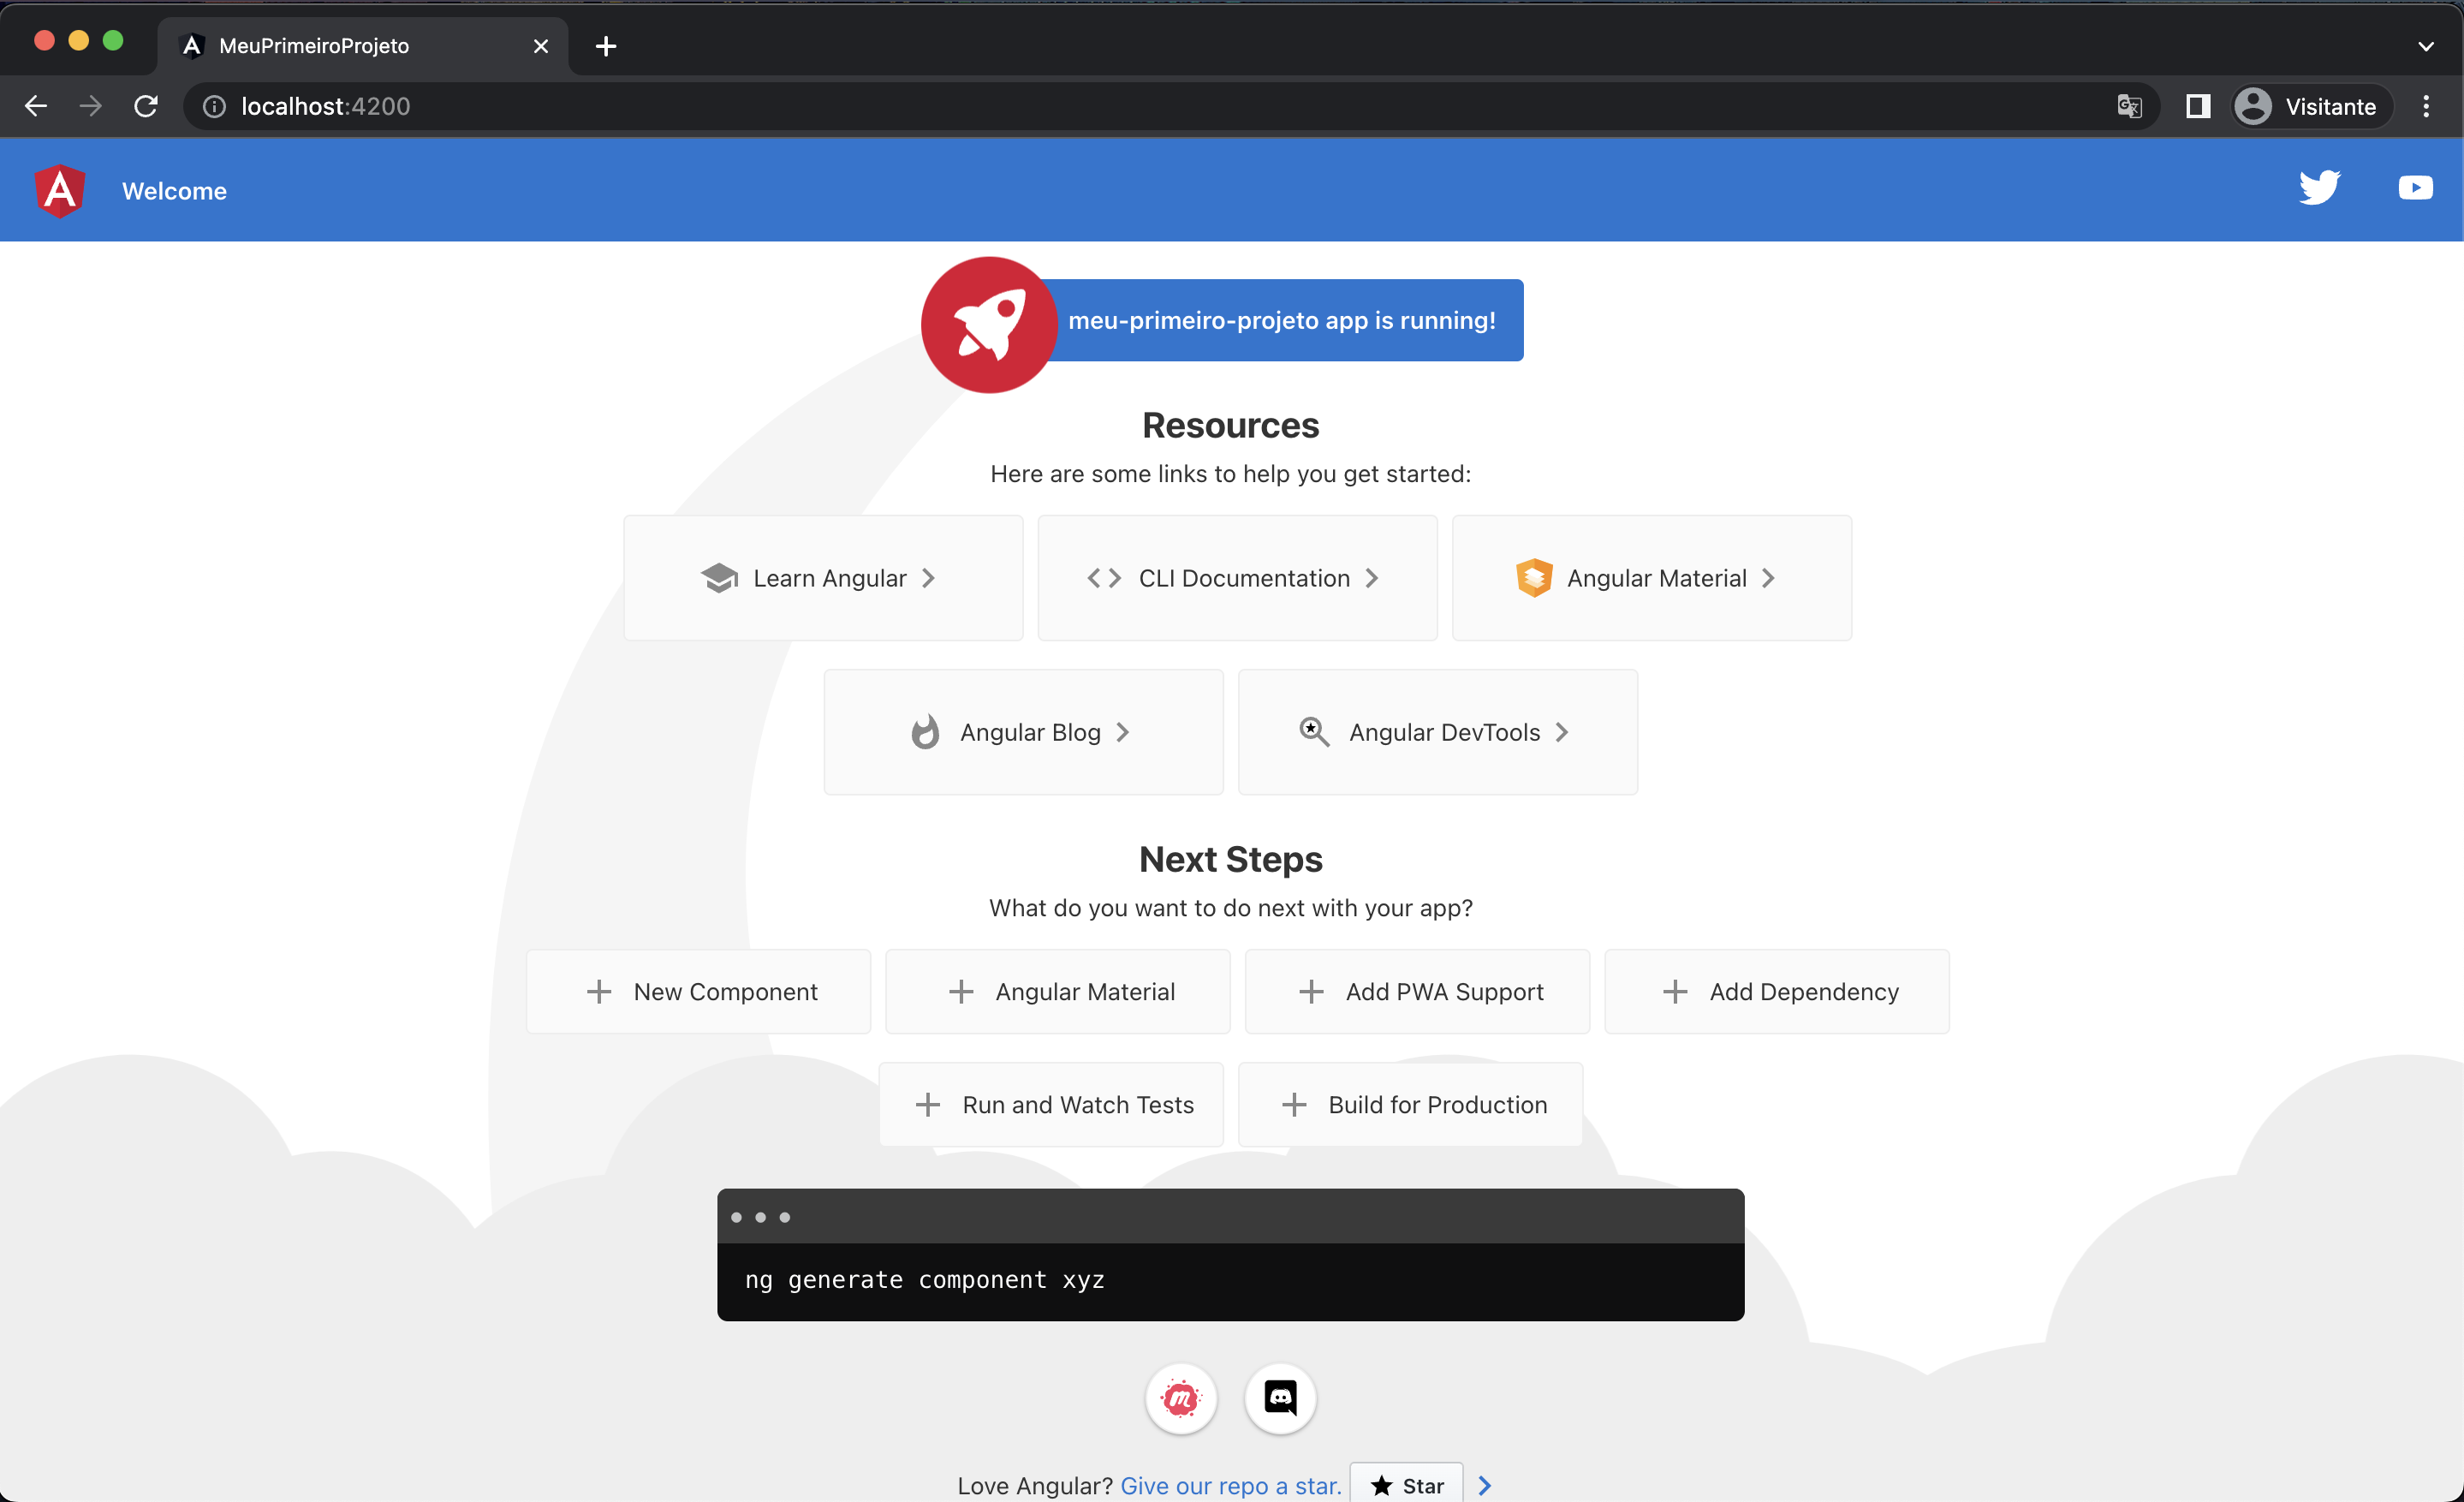 MeuPrimeiroProjeto
localhost:4200
Visitante
Welcome
meu-primeiro-projeto app is running!
Resources
Here are some links to help you get started:
Learn Angular
CLI Documentation
Angular Material
Angular Blog
Angular DevTools
Next Steps
What do you want to do next with your app?
New Component
Angular Material
Add PWA Support
Add Dependency
Run and Watch Tests
Build for Production
ng generate component xyz
Love Angular? Give our repo a star. Star